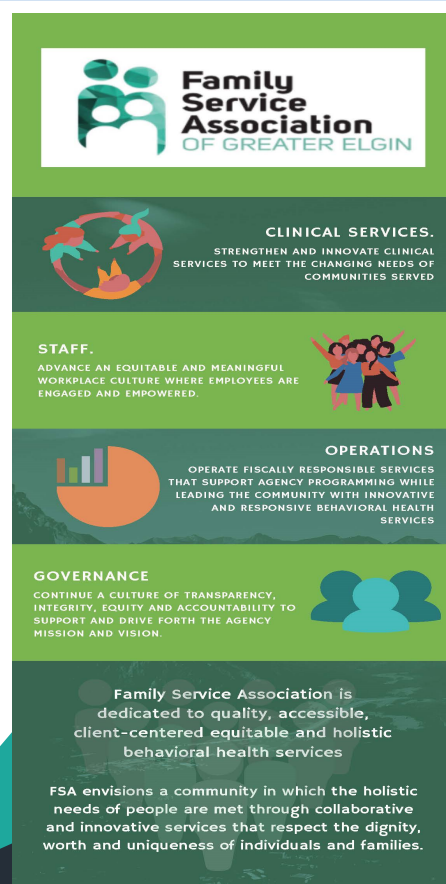 Family
Service
Association
OF GREATER ELGIN
CLINICAL SERVICES.
STRENGTHEN AND INNOVATE CLINICAL
SERVICES TO MEET THE CHANGING NEEDS OF
COMMUNITIES SERVED
STAFF.
ADVANCE AN EQUITABLE AND MEANINGFUL
WORKPLACE CULTURE WHERE EMPLOYEES ARE
ENGAGED AND EMPOWERED.
OPERATIONS
OPERATE FISCALLY RESPONSIBLE SERVICES
THAT SUPPORT AGENCY PROGRAMMING WHILE
LEADING THE COMMUNITY WITH INNOVATIVE
AND RESPONSIVE BEHAVIORAL HEALTH
SERVICES
GOVERNANCE
CONTINUE A CULTURE OF TRANSPARENCY,
INTEGRITY, EQUITY AND ACCOUNTABILITY TO
SUPPORT AND DRIVE FORTH THE AGENCY
MISSION AND VISION.
Family Service Association is
dedicated to quality, accessible,
client-centered equitable and holistic
behavioral health services
FSA envisions a community in which the holistic
needs of people are met through collaborative
and innovative services that respect the dignity,
worth and uniqueness of individuals and families.